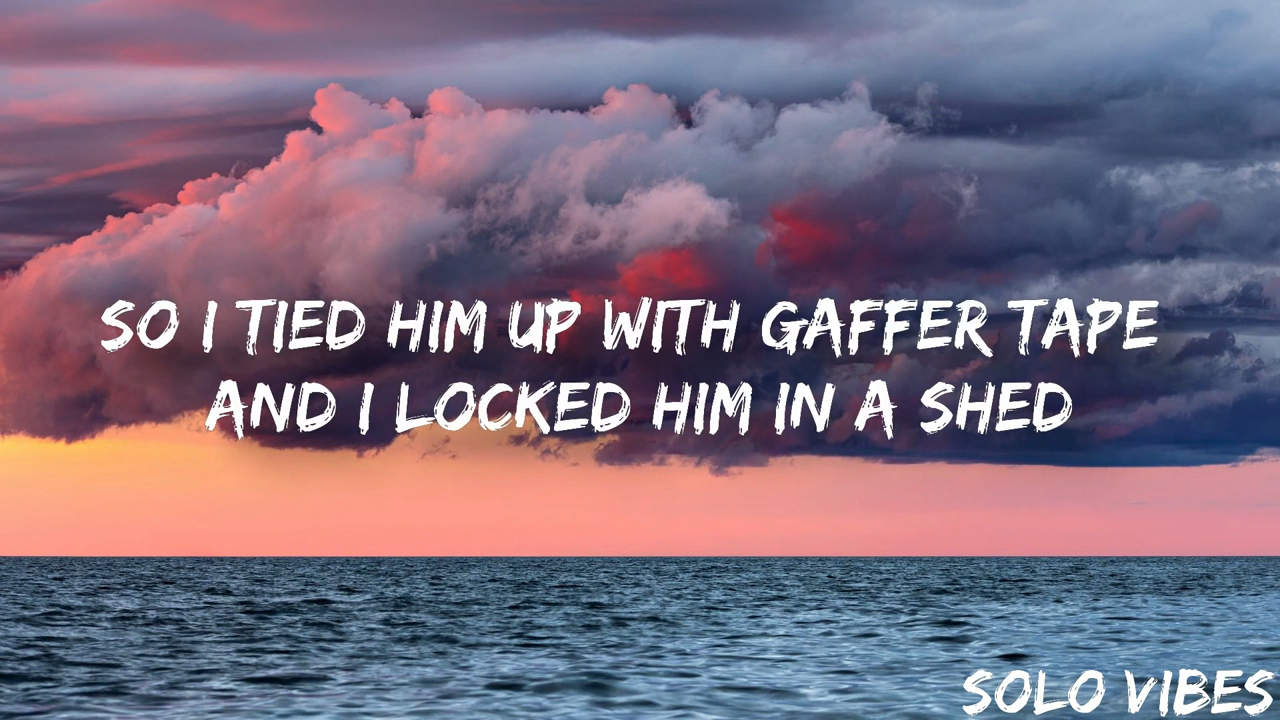 SO I TIED HIM UP WITH GAFFER TAPE
AND I LOCKED HIM IN A SHED
SOLO VIBES